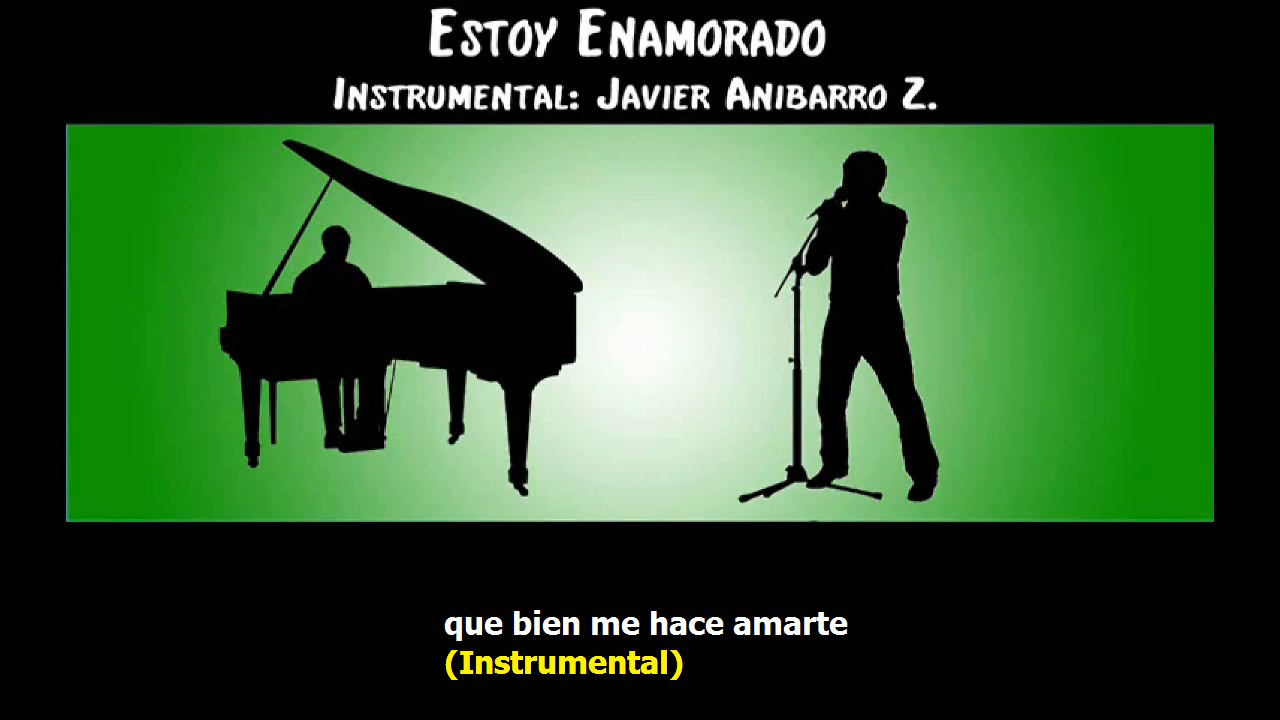 Estoy Enamorado
Instrumental: Javier Anibarro Z.
que bien me hace amarte
(Instrumental)